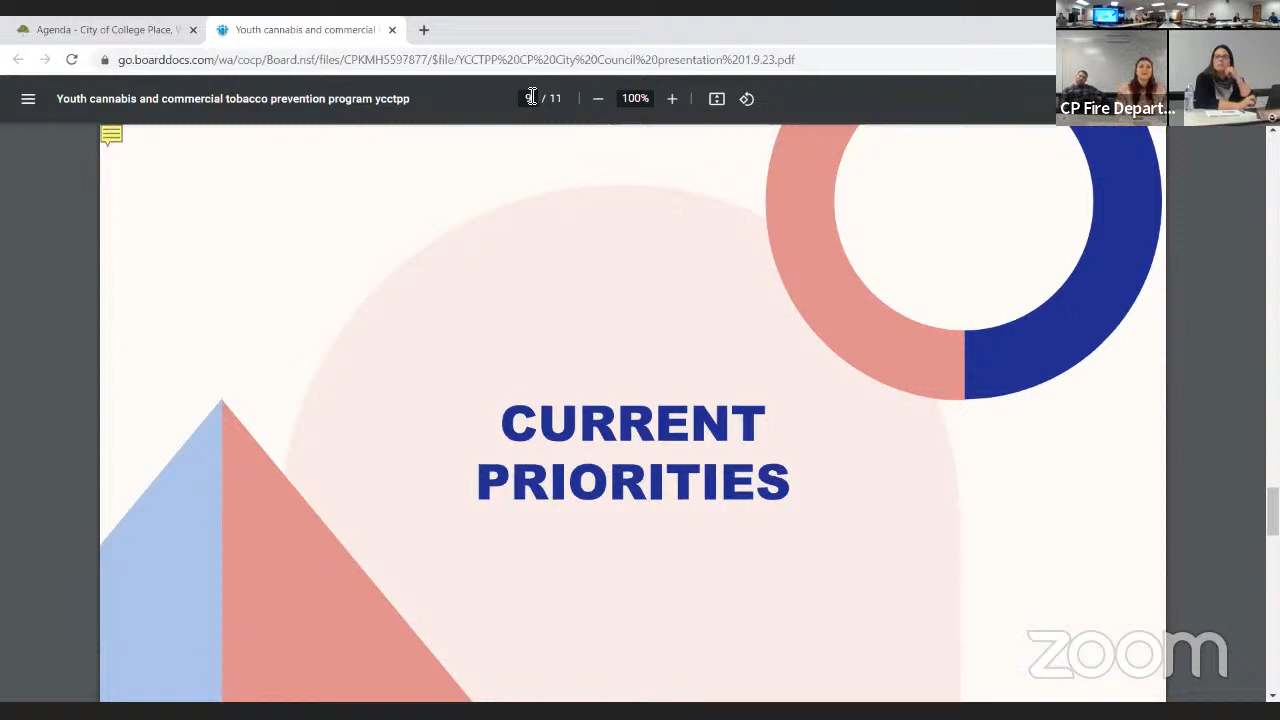 Agenda - City of College Place, V
Youth cannabis and commercial
go.boarddocs.com/wa/cocp/Board.nsf/files/CPKMH5597877/$file/YCCTPP%20CP%20City%20Council%20presentation%201.9.23.pdf
Youth cannabis and commercial tobacco prevention program ycctpp
9 / 11
100%
CP Fire Depart...
CURRENT
PRIORITIES
zoom